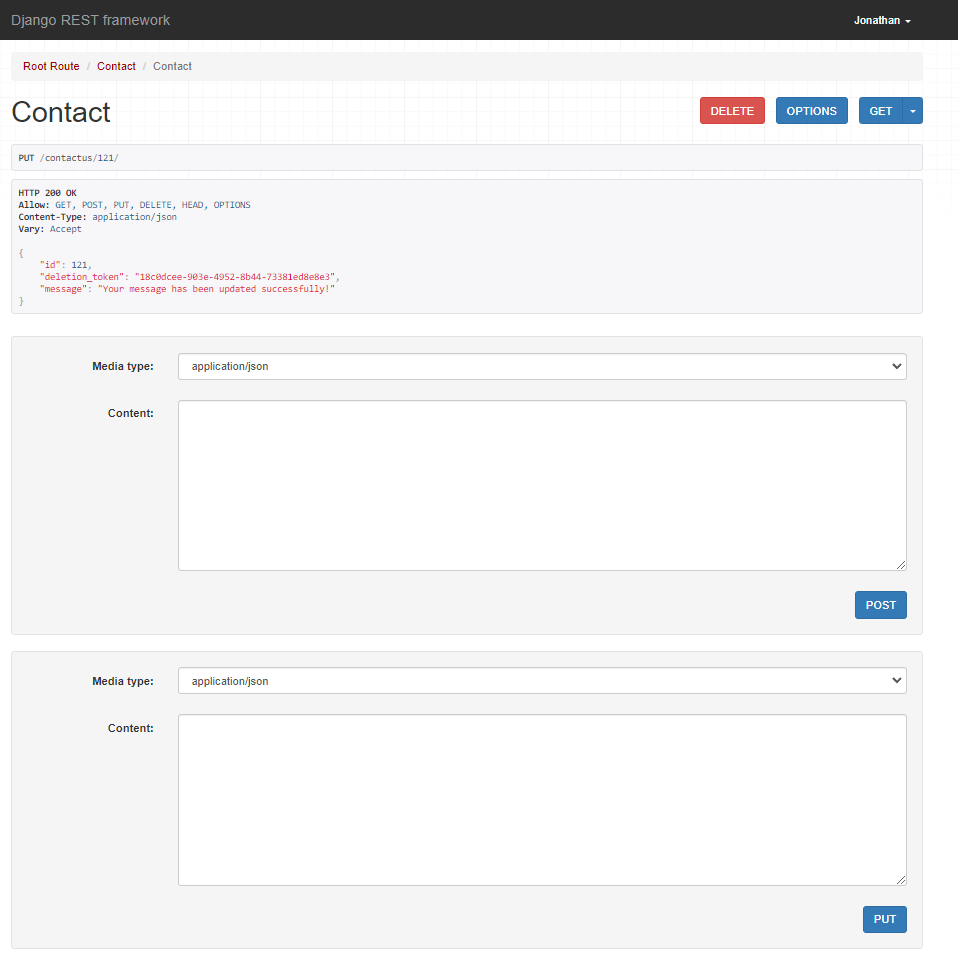 Django REST framework
Jonathan
Root Route / Contact / Contact
Contact
DELETE
OPTIONS
GET
PUT /contactus/121/
HTTP 200 OK
Allow: GET, POST, PUT, DELETE, HEAD, OPTIONS
Content-Type: application/json
Vary: Accept
{
"id": 121,
"deletion_token": "18c0dcee-903e-4952-8b44-73381ed8e8e3",
"message": "Your message has been updated successfully!"
}
Media type:
application/json
Content:
POST
Media type:
application/json
Content:
PUT